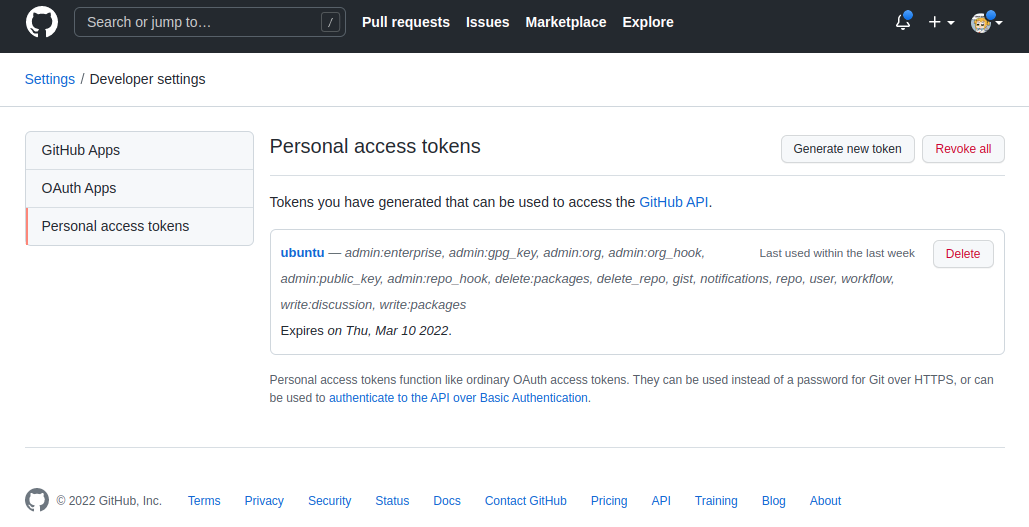 Search or jump to… /
Pull requests Issues Marketplace Explore
Settings / Developer settings
GitHub Apps
OAuth Apps
Personal access tokens
Personal access tokens
Generate new token Revoke all
Tokens you have generated that can be used to access the GitHub API.
ubuntu — admin:enterprise, admin:gpg_key, admin:org, admin:org_hook,
Last used within the last week Delete
admin:public_key, admin:repo_hook, delete:packages, delete_repo, gist, notifications, repo, user, workflow,
write:discussion, write:packages
Expires on Thu, Mar 10 2022.
Personal access tokens function like ordinary OAuth access tokens. They can be used instead of a password for Git over HTTPS, or can
be used to authenticate to the API over Basic Authentication.
© 2022 GitHub, Inc. Terms Privacy Security Status Docs Contact GitHub Pricing API Training Blog About